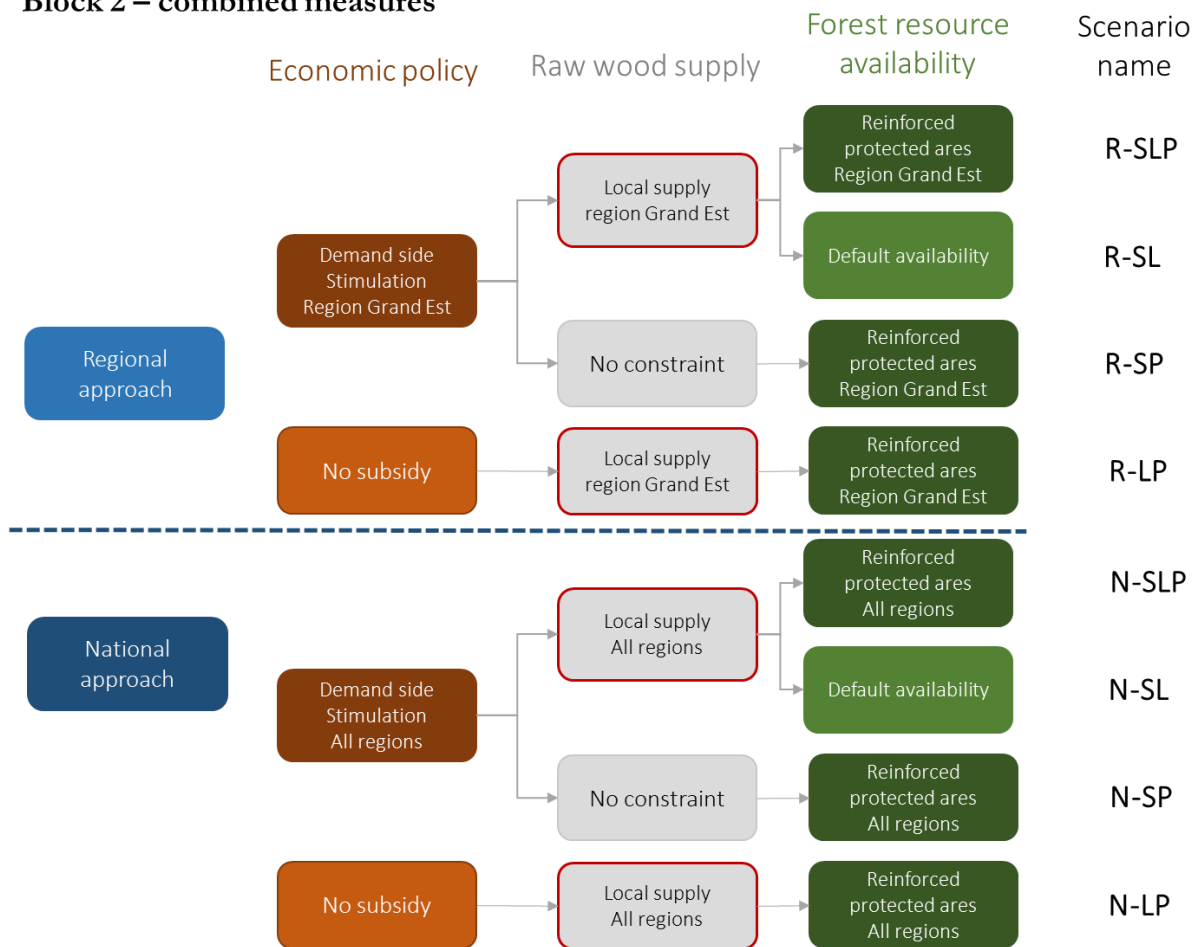 Block 2 – combined measures
Economic policy
Raw wood supply
Forest resource
availability
Scenario
name
Regional
approach
Demand side
Stimulation
Region Grand Est
Local supply
region Grand Est
Reinforced
protected ares
Region Grand Est
R-SLP
Default availability
R-SL
No constraint
Reinforced
protected ares
Region Grand Est
R-SP
No subsidy
Local supply
region Grand Est
Reinforced
protected ares
Region Grand Est
R-LP
National
approach
Demand side
Stimulation
All regions
Local supply
All regions
Reinforced
protected ares
All regions
N-SLP
Default availability
N-SL
No constraint
Reinforced
protected ares
All regions
N-SP
No subsidy
Local supply
All regions
Reinforced
protected ares
All regions
N-LP